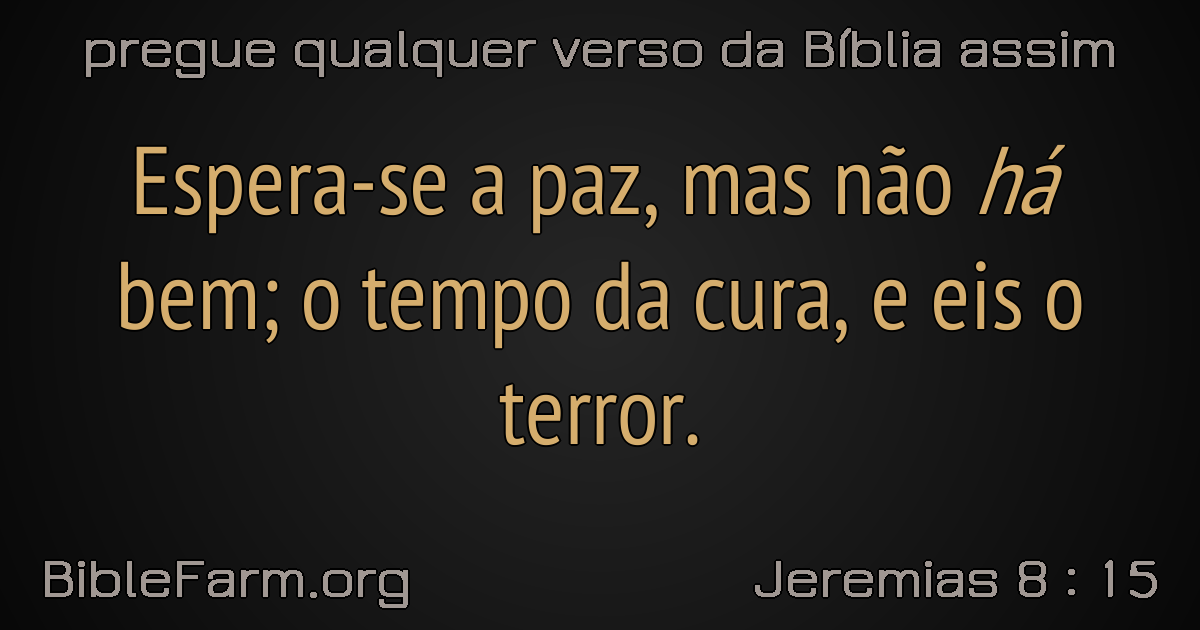 pregue qualquer verso da Bíblia assim
Espera-se a paz, mas não há
bem; o tempo da cura, e eis o
terror.
BibleFarm.org
Jeremias 8 : 15